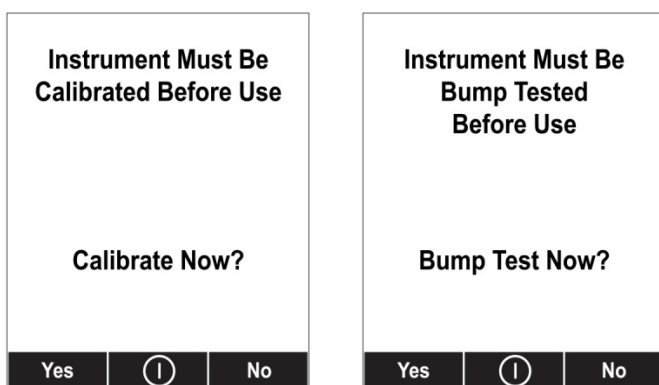 Instrument Must Be
Calibrated Before Use
Calibrate Now?
Yes
No
Instrument Must Be
Bump Tested
Before Use
Bump Test Now?
Yes
No